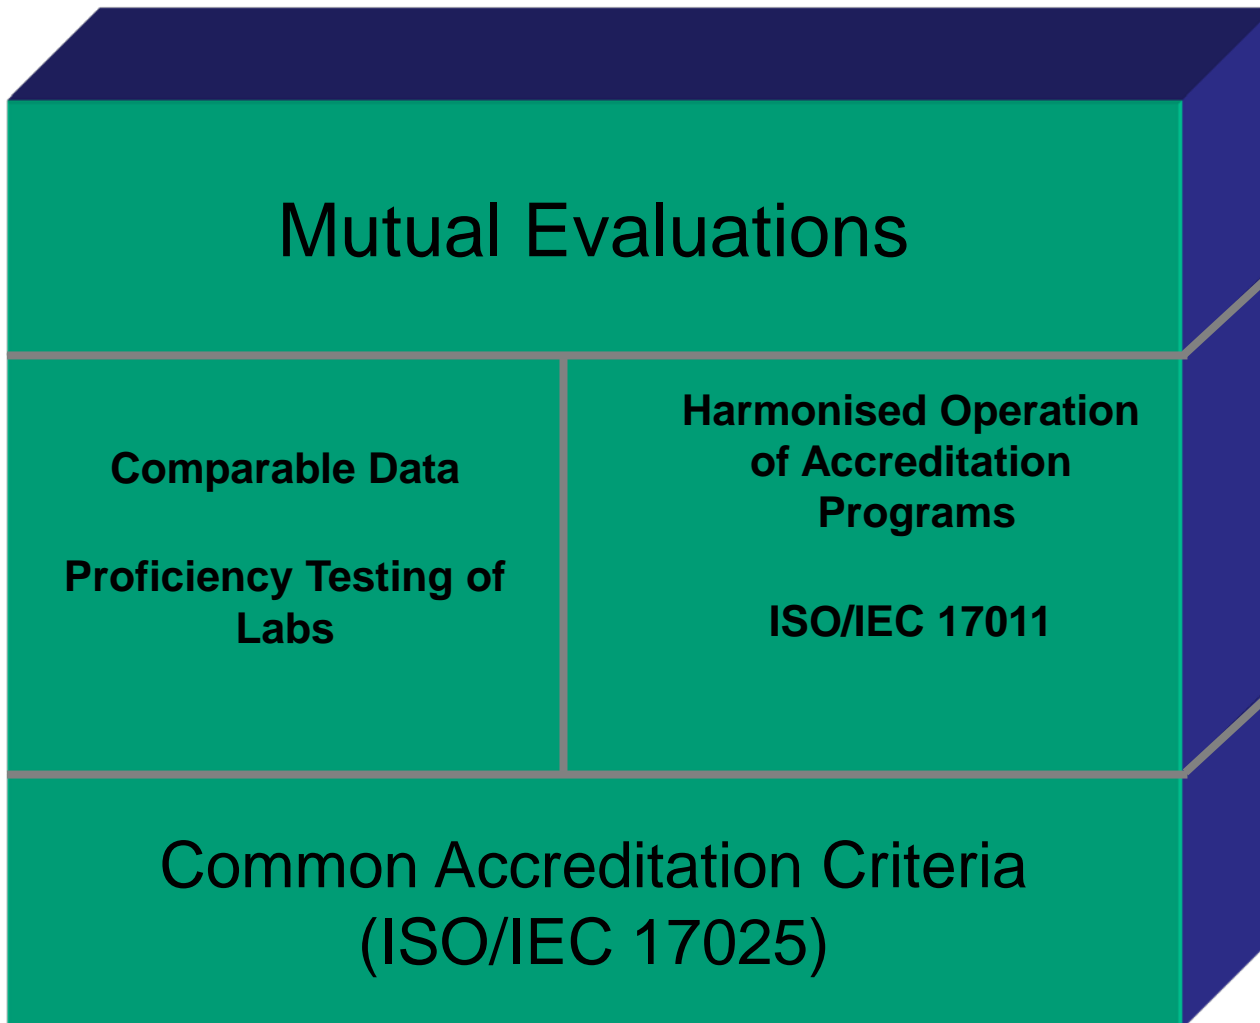 Mutual Evaluations
Comparable Data
Proficiency Testing of
Labs
Harmonised Operation
of Accreditation
Programs
ISO/IEC 17011
Common Accreditation Criteria
(ISO/IEC 17025)